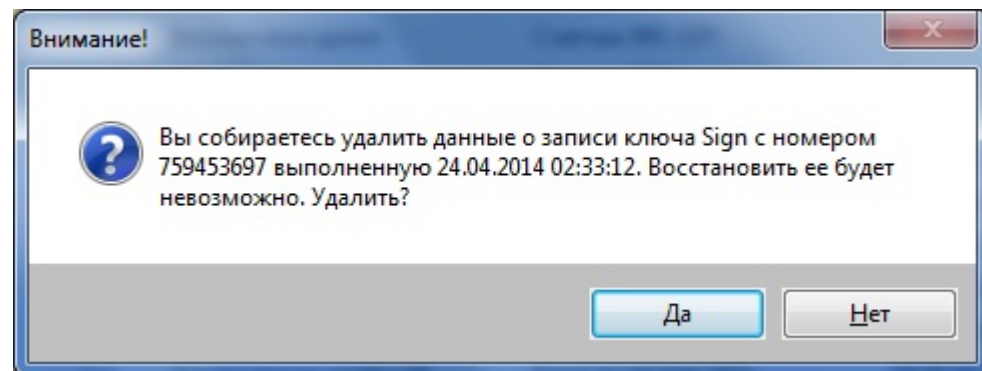 Внимание!
Вы собираетесь удалить данные о записи ключа Sign с номером
759453697 выполненную 24.04.2014 02:33:12. Восстановить ее будет
невозможно. Удалить?
Да
Нет